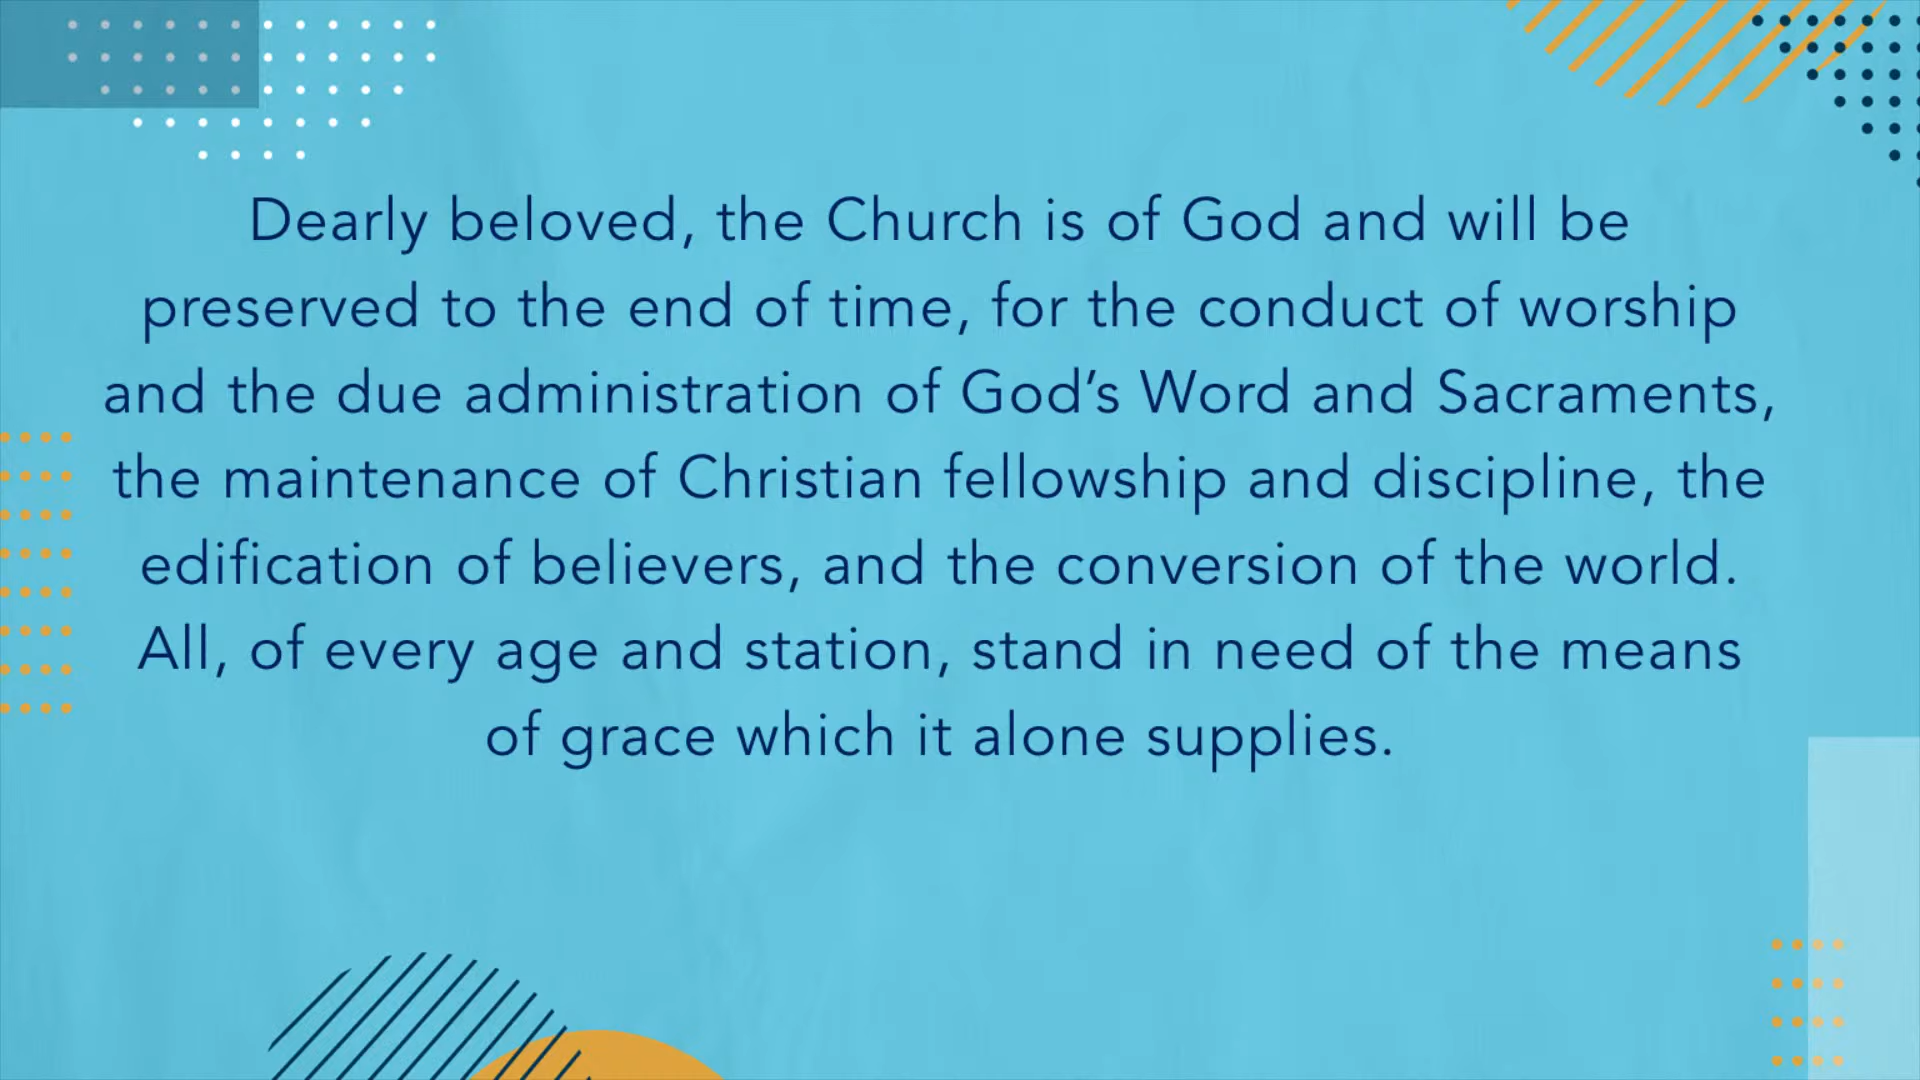 Dearly beloved, the Church is of God and will be
preserved to the end of time, for the conduct of worship
and the due administration of God’s Word and Sacraments,
the maintenance of Christian fellowship and discipline, the
edification of believers, and the conversion of the world.
All, of every age and station, stand in need of the means
of grace which it alone supplies.